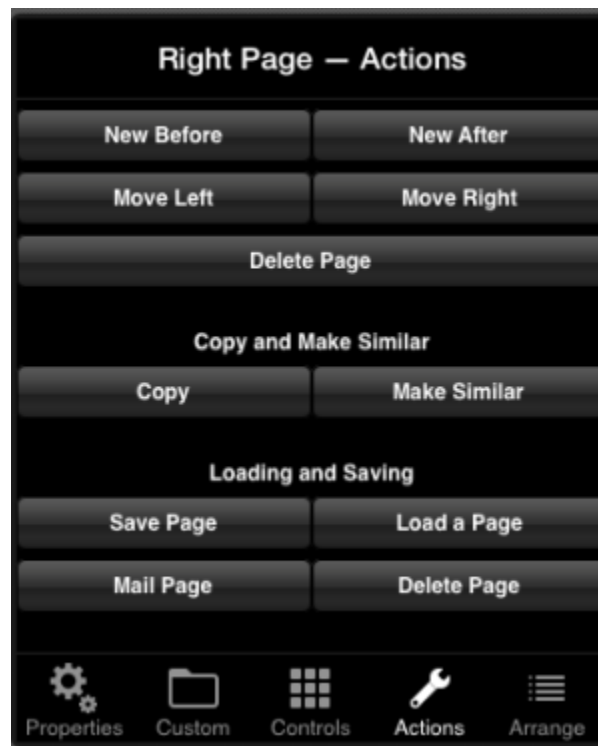 Right Page — Actions
New Before New After
Move Left Move Right
Delete Page
Copy and Make Similar
Copy Make Similar
Loading and Saving
Save Page Load a Page
Mail Page Delete Page
Properties Custom Controls Actions Arrange